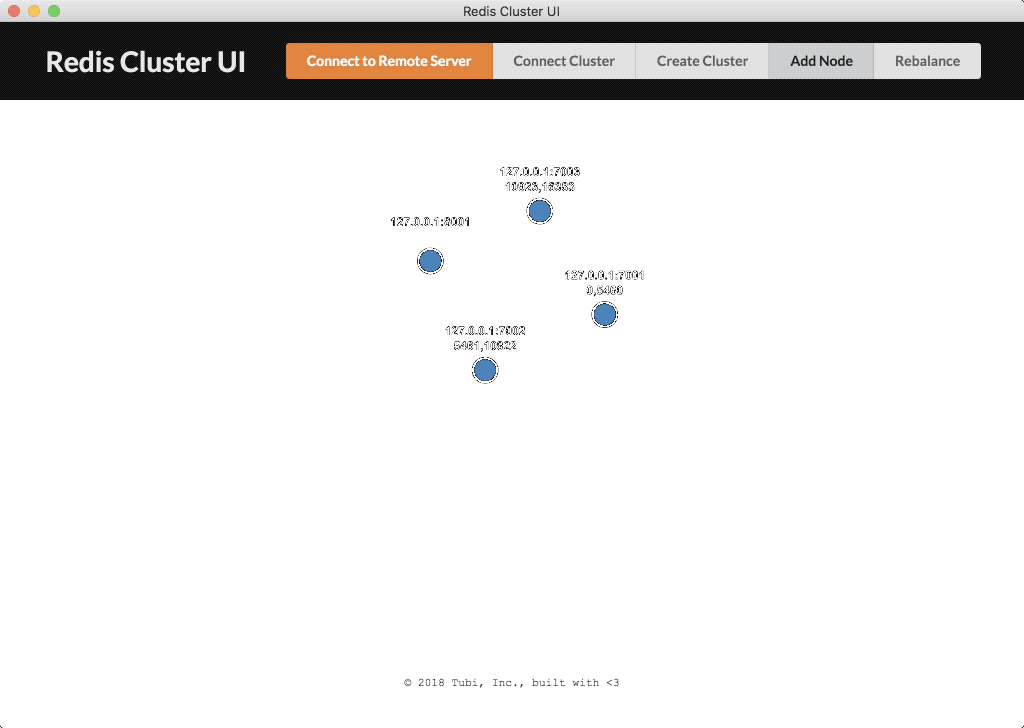 Redis Cluster UI
Redis Cluster UI
Connect to Remote Server
Connect Cluster
Create Cluster
Add Node
Rebalance
127.0.0.1:7003
10923,16383
127.0.0.1:8001
127.0.0.1:7001
0,5460
127.0.0.1:7002
5461,10922
© 2018 Tubi, Inc., built with <3